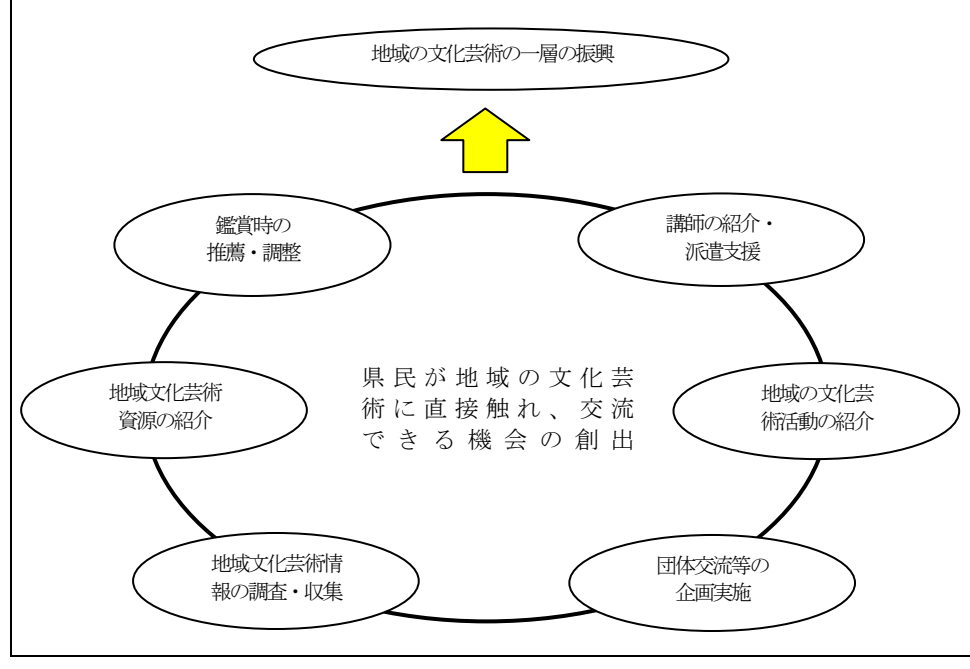 地域の文化芸術の一層の振興
鑑賞時の
推薦・調整
講師の紹介・
派遣支援
地域文化芸術
資源の紹介
県民が地域の文化芸
術に直接触れ、交流
できる機会の創出
地域の文化芸
術活動の紹介
地域文化芸術情
報の調査・収集
団体交流等の
企画実施